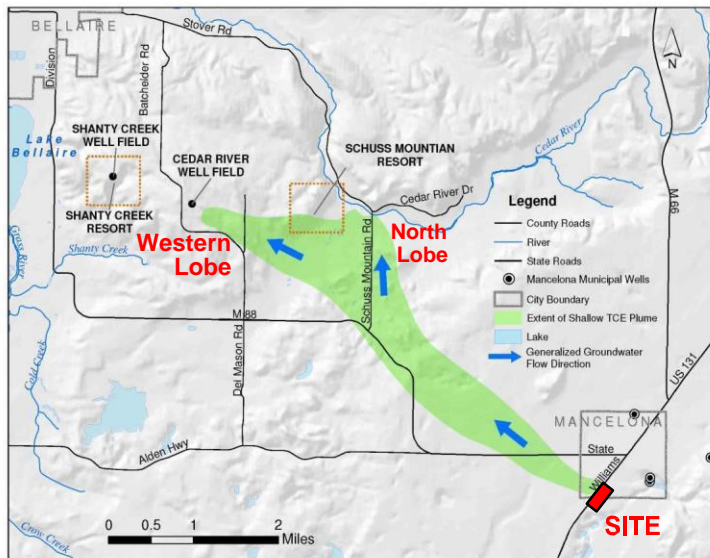 BELLAIRE
Stover Rd
Division
Batchelder Rd
N
Lake
Bellaire
SHANTY CREEK
WELL FIELD
CEDAR RIVER
WELL FIELD
SCHUSS MOUNTIAN
RESORT
Cedar River
Cedar River Dr
M 66
SHANTY CREEK
RESORT
Grass River
Shanty Creek
Western
Lobe
North
Lobe
Schuss Mountain Rd
M 88
Del Mason Rd
Cold Creek
Legend
County Roads
River
State Roads
Mancelona Municipal Wells
City Boundary
Extent of Shallow TCE Plume
Lake
Generalized Groundwater
Flow Direction
US 131
MANCELONA
State
Williams
Alden Hwy
SITE
0 0.5 1 2
Miles
Crow Creek